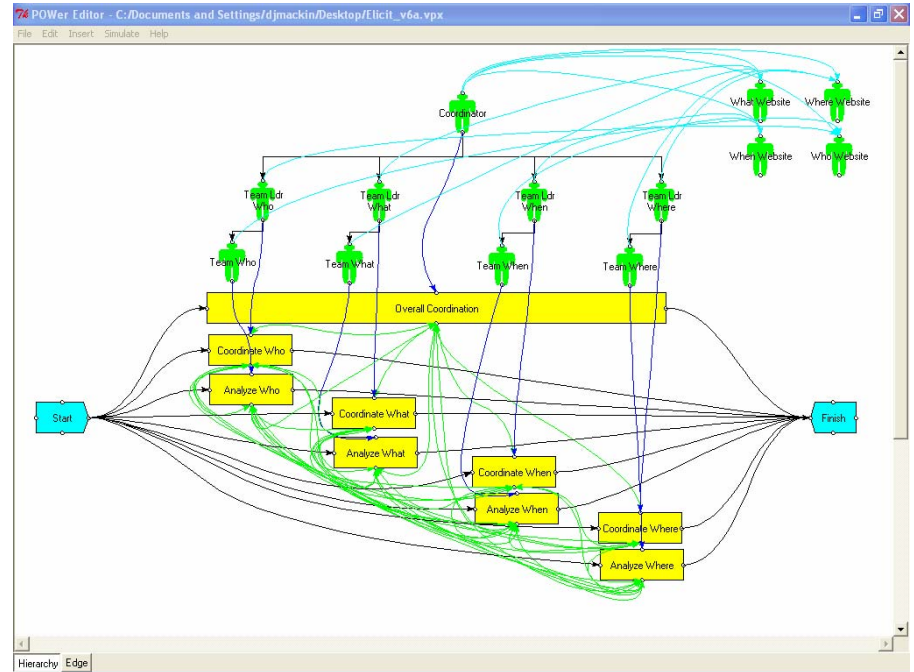 POWer Editor - C:/Documents and Settings/djmackin/Desktop/Elicit_v6a.vpx
File Edit Insert Simulate Help
What Website
Where Website
Coordinator
When Website
Who Website
Team Ldr
Who
Team Ldr
What
Team Ldr
When
Team Ldr
Where
Team Who
Team What
Team When
Team Where
Overall Coordination
Coordinate Who
Analyze Who
Start
Coordinate What
Finish
Analyze What
Coordinate When
Analyze When
Coordinate Where
Analyze Where
Hierarchy
Edge